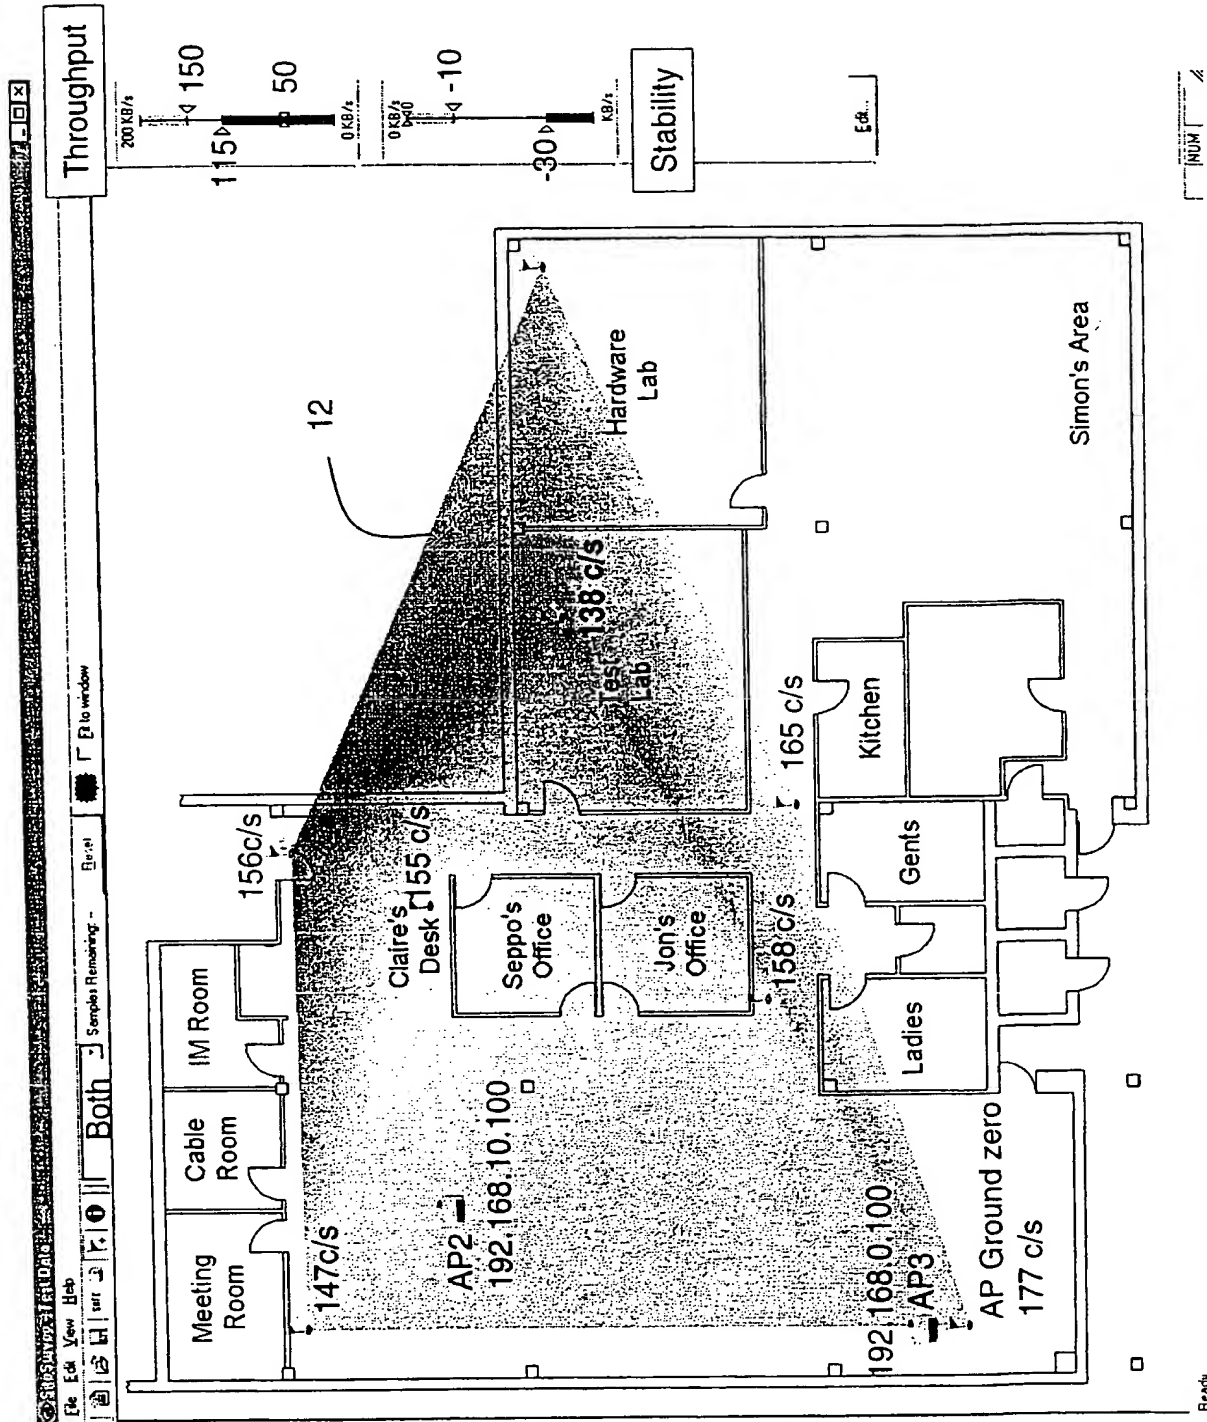 File Edit View Help
Both
Samples Remaining: -
Reset
Fit to window
Throughput
200 KB/s
150
115
50
0 KB/s
0 KB/s
-10
-30
KB/s
Stability
Edit...
Meeting
Room
Cable
Room
IM Room
156c/s
12
147c/s
Claire's
Desk
155 c/s
AP2
192.168.10.100
Seppo's
Office
Jon's
Office
Test
Lab
138 c/s
Hardware
Lab
158 c/s
165 c/s
192.168.0.100
AP3
AP Ground zero
177 c/s
Ladies
Gents
Kitchen
Simon's Area
Ready
NUM